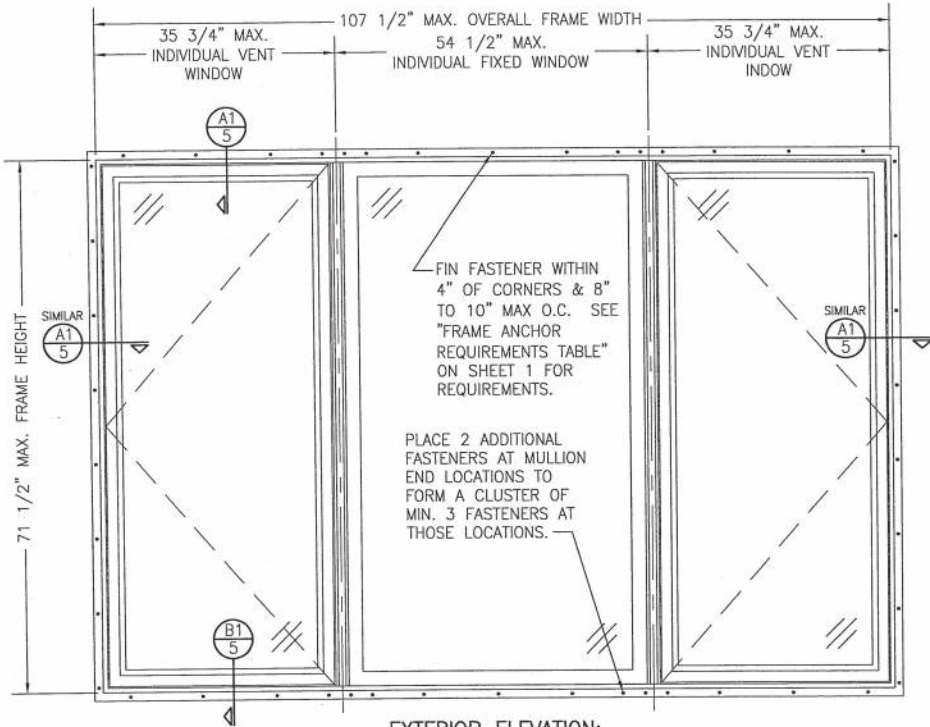 107 1/2" MAX. OVERALL FRAME WIDTH
35 3/4" MAX.
INDIVIDUAL VENT
WINDOW
54 1/2" MAX.
INDIVIDUAL FIXED WINDOW
35 3/4" MAX.
INDIVIDUAL VENT
INDOW
A1
5
71 1/2" MAX. FRAME HEIGHT
SIMILAR
A1
5
FIN FASTENER WITHIN
4" OF CORNERS & 8"
TO 10" MAX O.C. SEE
"FRAME ANCHOR
REQUIREMENTS TABLE"
ON SHEET 1 FOR
REQUIREMENTS.
SIMILAR
A1
5
PLACE 2 ADDITIONAL
FASTENERS AT MULLION
END LOCATIONS TO
FORM A CLUSTER OF
MIN. 3 FASTENERS AT
THOSE LOCATIONS.
B1
5
EXTERIOR ELEVATION: